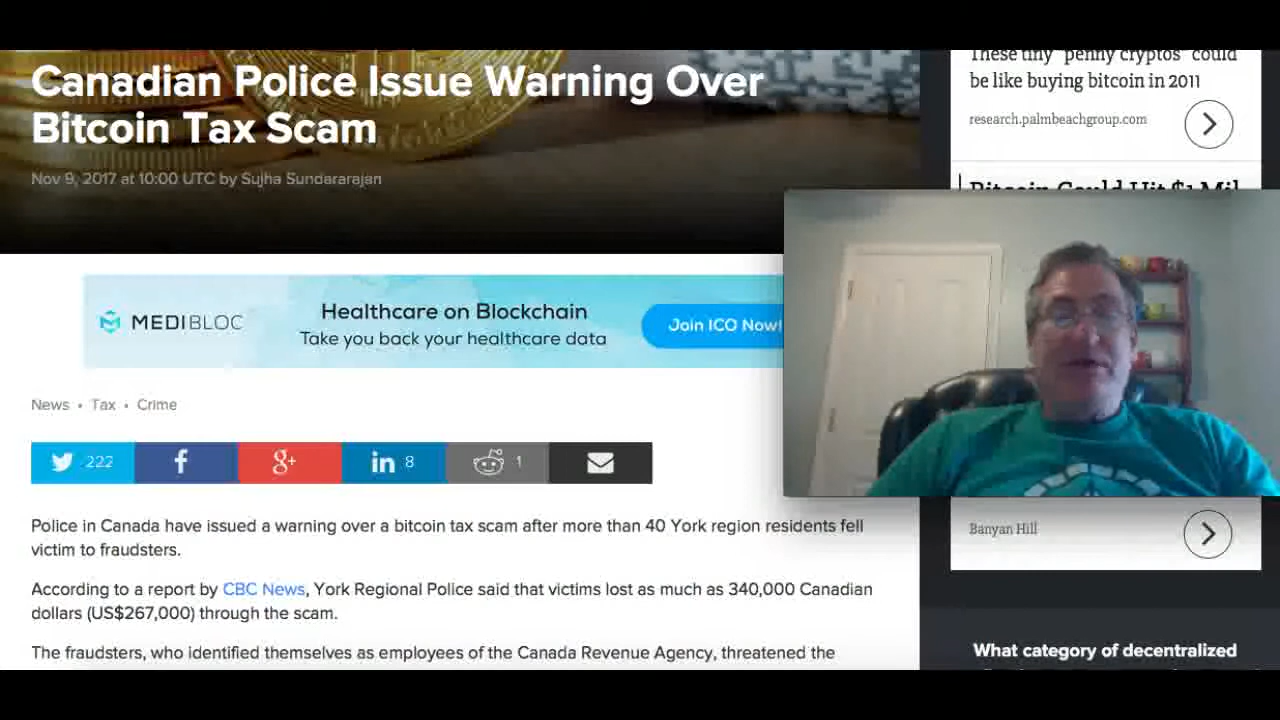 Canadian Police Issue Warning Over
Bitcoin Tax Scam
Nov 9, 2017 at 10:00 UTC by Sujha Sundararajan
MEDIBLOC
Healthcare on Blockchain
Take you back your healthcare data
Join ICO Now!
News • Tax • Crime
222
8
1
Police in Canada have issued a warning over a bitcoin tax scam after more than 40 York region residents fell
victim to fraudsters.
According to a report by CBC News, York Regional Police said that victims lost as much as 340,000 Canadian
dollars (US$267,000) through the scam.
The fraudsters, who identified themselves as employees of the Canada Revenue Agency, threatened the
These tiny "penny cryptos" could
be like buying bitcoin in 2011
research.palmbeachgroup.com
Bitcoin Could Hit $1 Mil
Banyan Hill
What category of decentralized